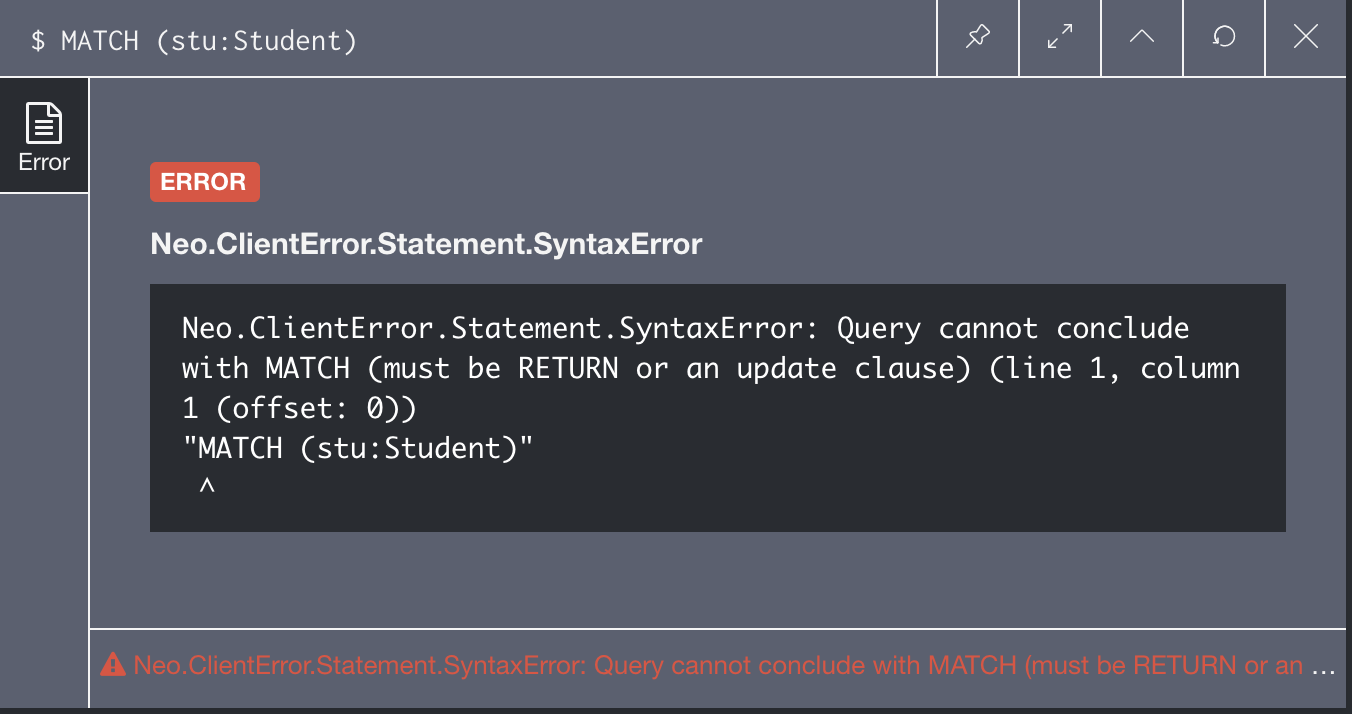 $ MATCH (stu:Student)
Error
ERROR
Neo.ClientError.Statement.SyntaxError
Neo.ClientError.Statement.SyntaxError: Query cannot conclude
with MATCH (must be RETURN or an update clause) (line 1, column
1 (offset: 0))
"MATCH (stu:Student)"
^
Neo.ClientError.Statement.SyntaxError: Query cannot conclude with MATCH (must be RETURN or an ...